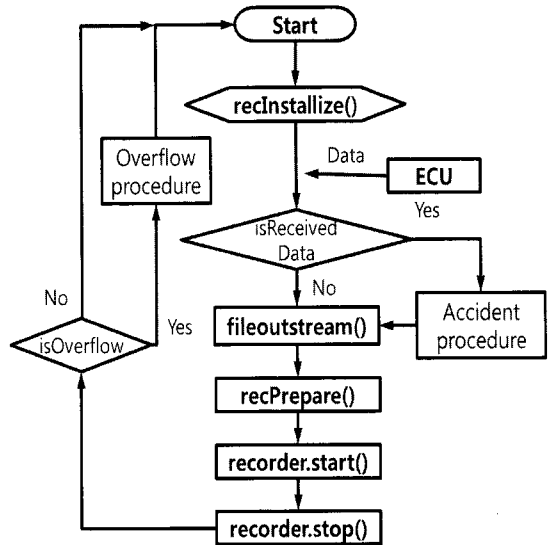 Start
recInstallize()
Data
ECU
Overflow
procedure
Yes
isReceived
Data
No
No
Accident
procedure
fileoutstream()
Yes
isOverflow
recPrepare()
recorder.start()
recorder.stop()